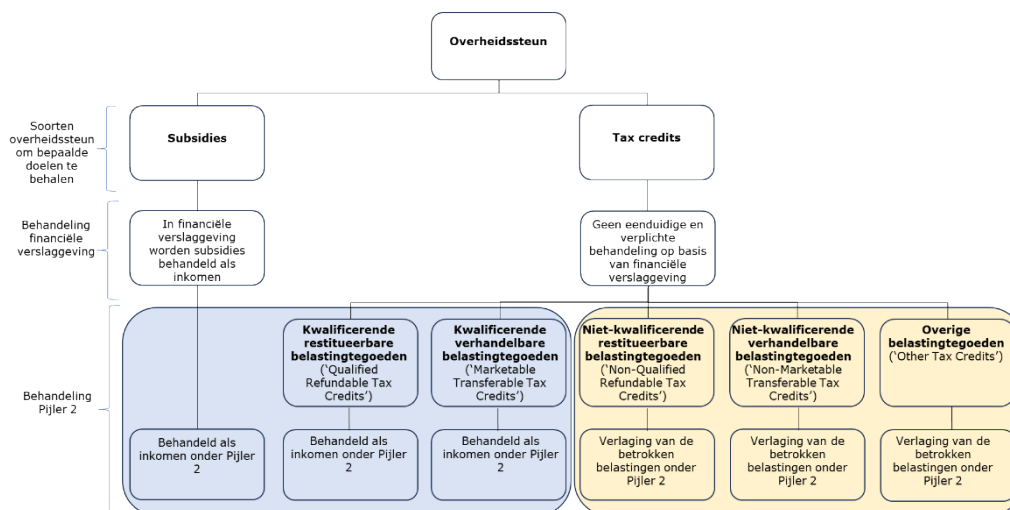 Overheidssteun
Soorten
overheidssteun
om bepaalde
doelen te
behalen
Subsidies
Tax credits
Behandeling
financiële
verslaggeving
In financiële
verslaggeving
worden subsidies
behandeld als
inkomen
Geen eenduidige en
verplichte
behandeling op basis
van financiële
verslaggeving
Behandeling
Pijler 2
Kwalificerende
restitueerbare
belastingtegoeden
(‘Qualified
Refundable Tax
Credits’)
Kwalificerende
verhandelbare
belastingtegoeden
(‘Marketable
Transferable Tax
Credits’)
Niet-kwalificerende
restitueerbare
belastingtegoeden
(‘Non-Qualified
Refundable Tax
Credits’)
Niet-kwalificerende
verhandelbare
belastingtegoeden
(‘Non-Marketable
Transferable Tax
Credits’)
Overige
belastingtegoeden
(‘Other Tax Credits’)
Behandeld als
inkomen onder Pijler
2
Behandeld als
inkomen onder Pijler
2
Behandeld als
inkomen onder Pijler
2
Verlaging van de
betrokken
belastingen onder
Pijler 2
Verlaging van de
betrokken
belastingen onder
Pijler 2
Verlaging van de
betrokken
belastingen onder
Pijler 2